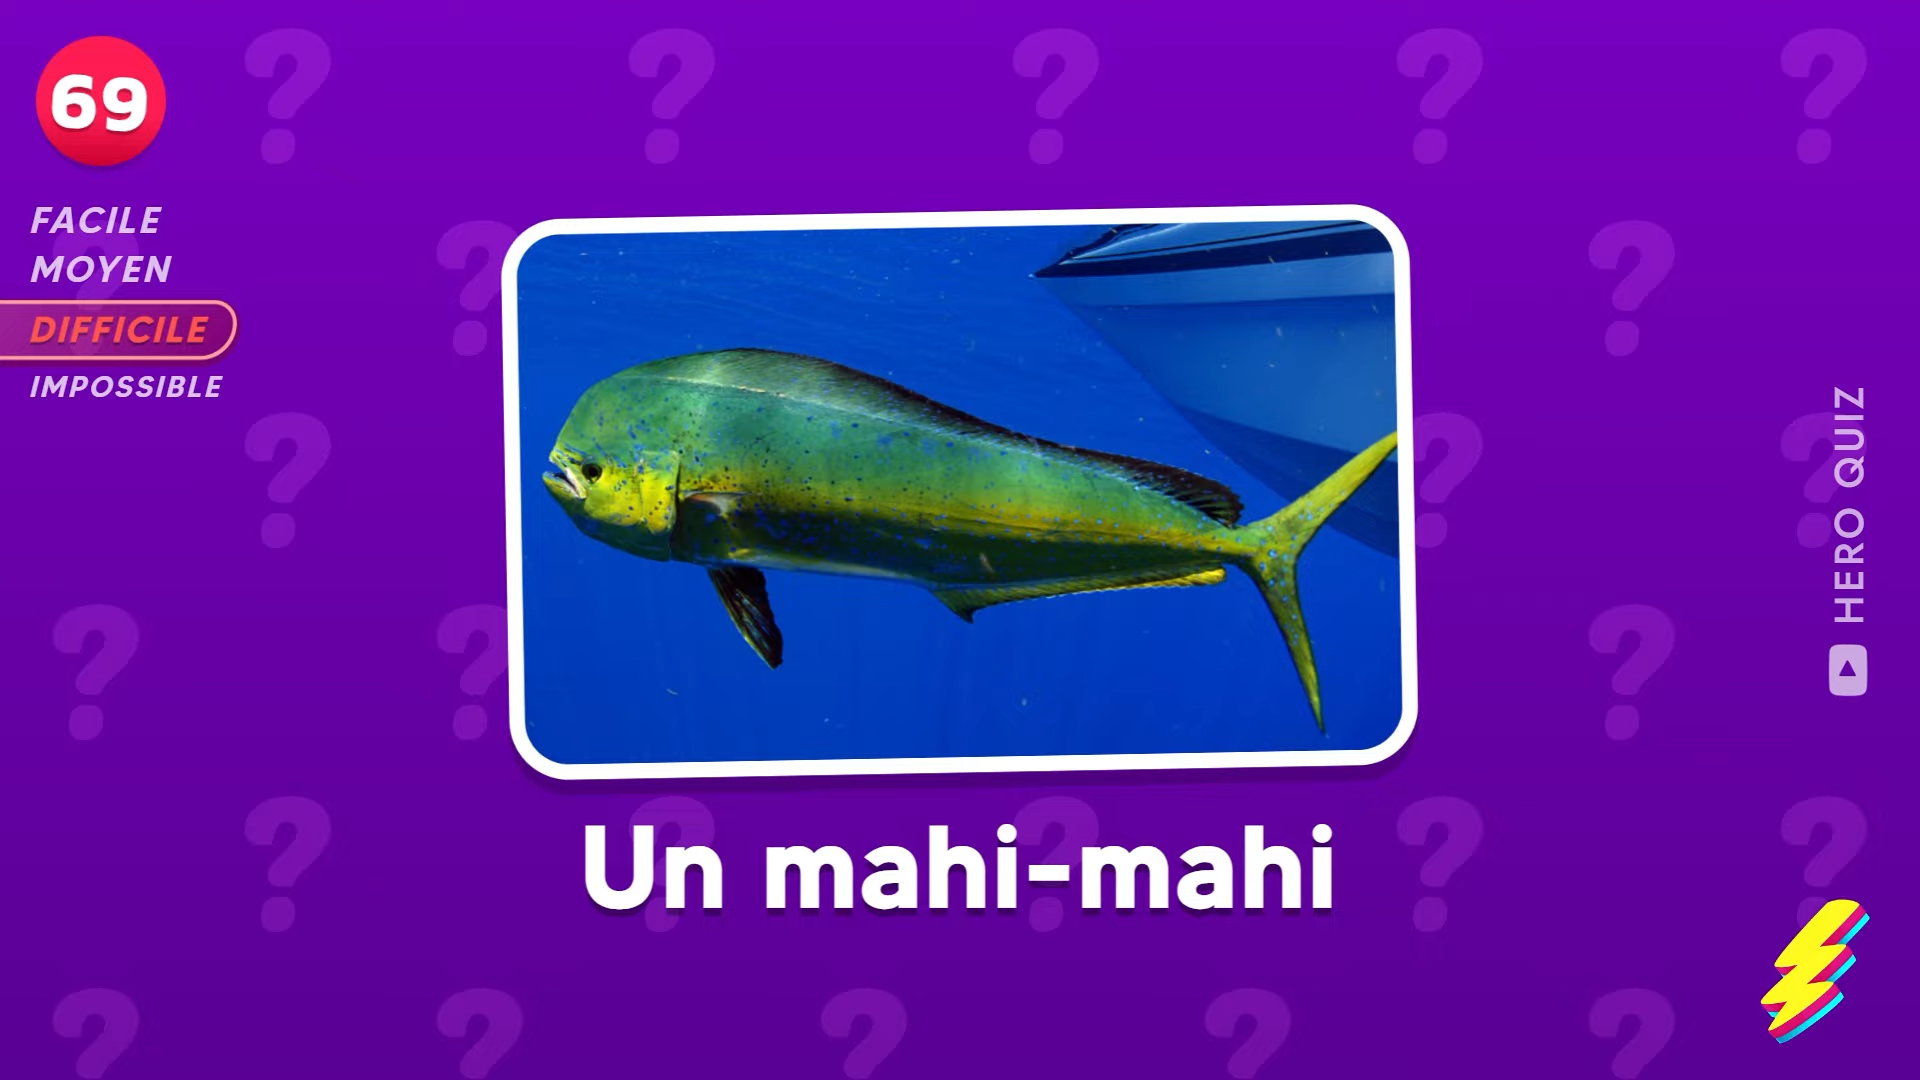 69
FACILE
MOYEN
DIFFICILE
IMPOSSIBLE
Un mahi-mahi
HERO QUIZ